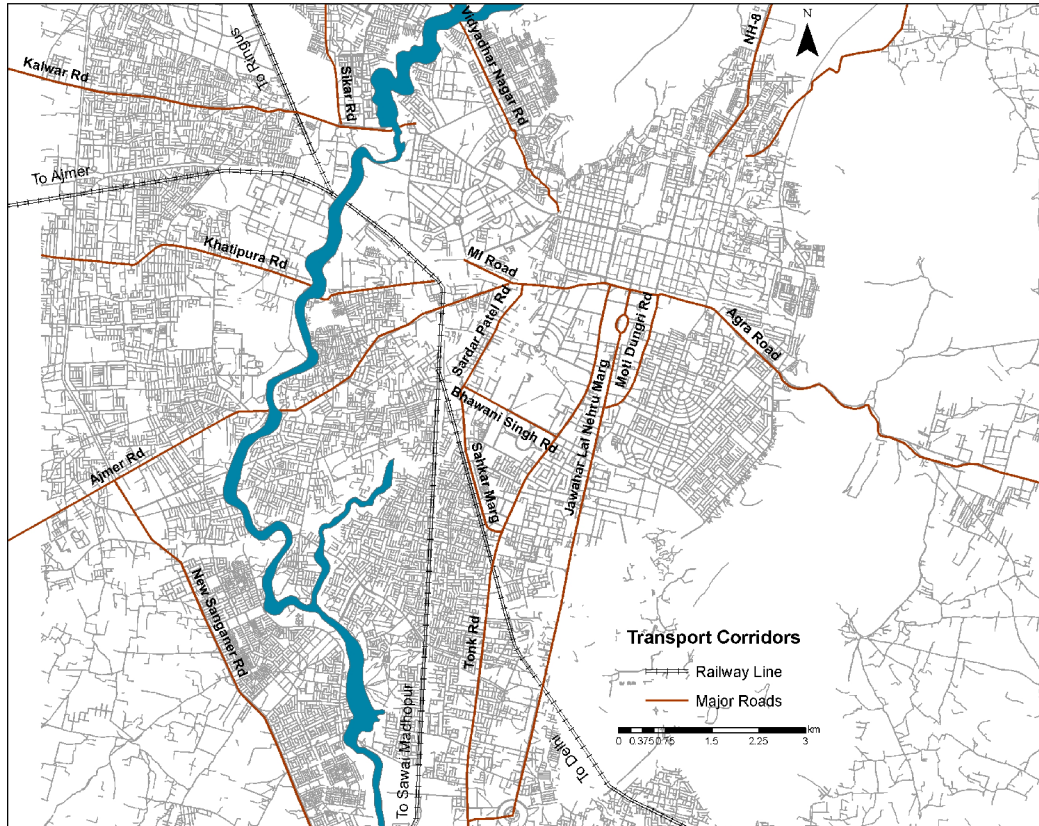 Vidyadhar Nagar Rd
NH-8
N
To Ringus
Kalwar Rd
Sikar Rd
To Ajmer
Khatipura Rd
MI Road
Sardar Patel Rd
Moti Dungri Rd
Agra Road
Bhawani Singh Rd
Jawahar Lal Nehru Marg
Sahkar Marg
Ajmer Rd
New Sanganer Rd
Tonk Rd
To Sawai Madhopur
To Delhi
Transport Corridors
Railway Line
Major Roads
km
0 0.375 0.75 1.5 2.25 3